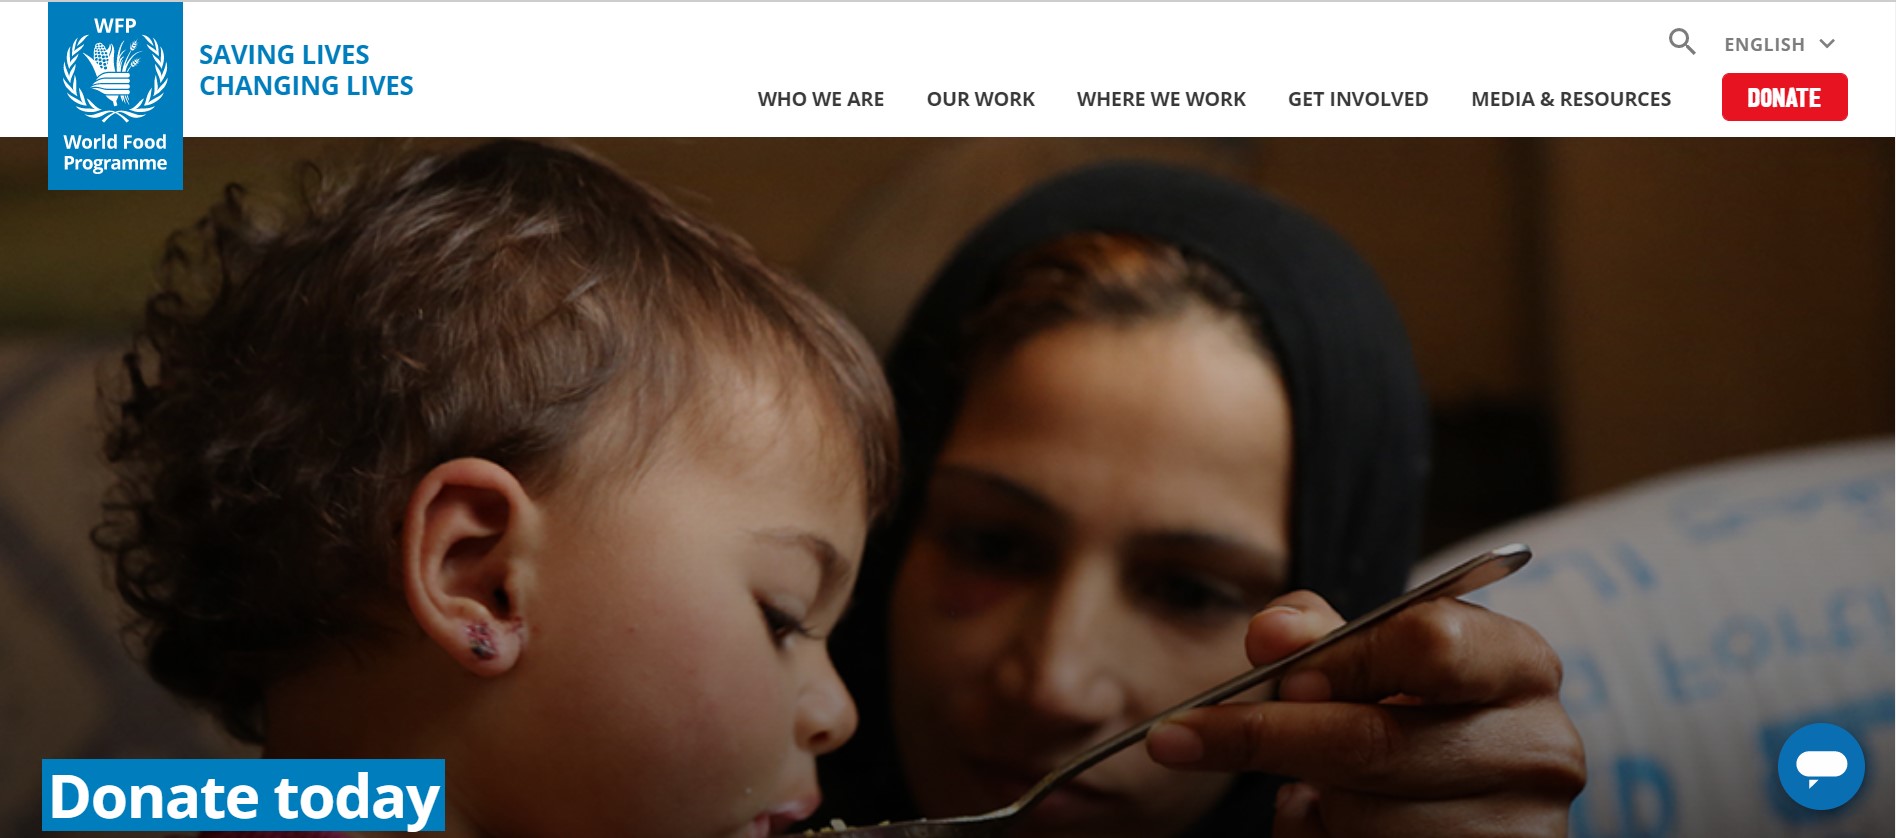 WFP
World Food
Programme
SAVING LIVES
CHANGING LIVES
ENGLISH
WHO WE ARE
OUR WORK
WHERE WE WORK
GET INVOLVED
MEDIA & RESOURCES
DONATE
Donate today